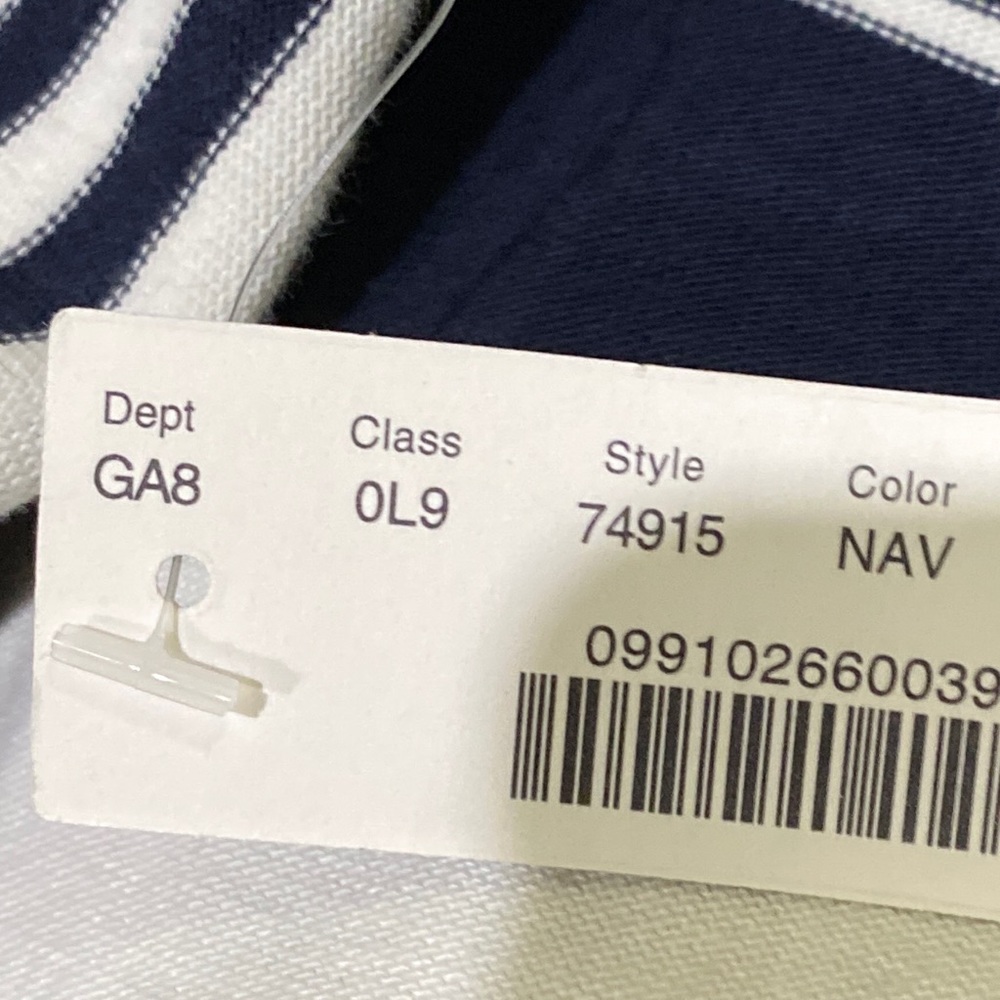 Dept Class Style Color
GA8 0L9 74915 NAV
099102660039